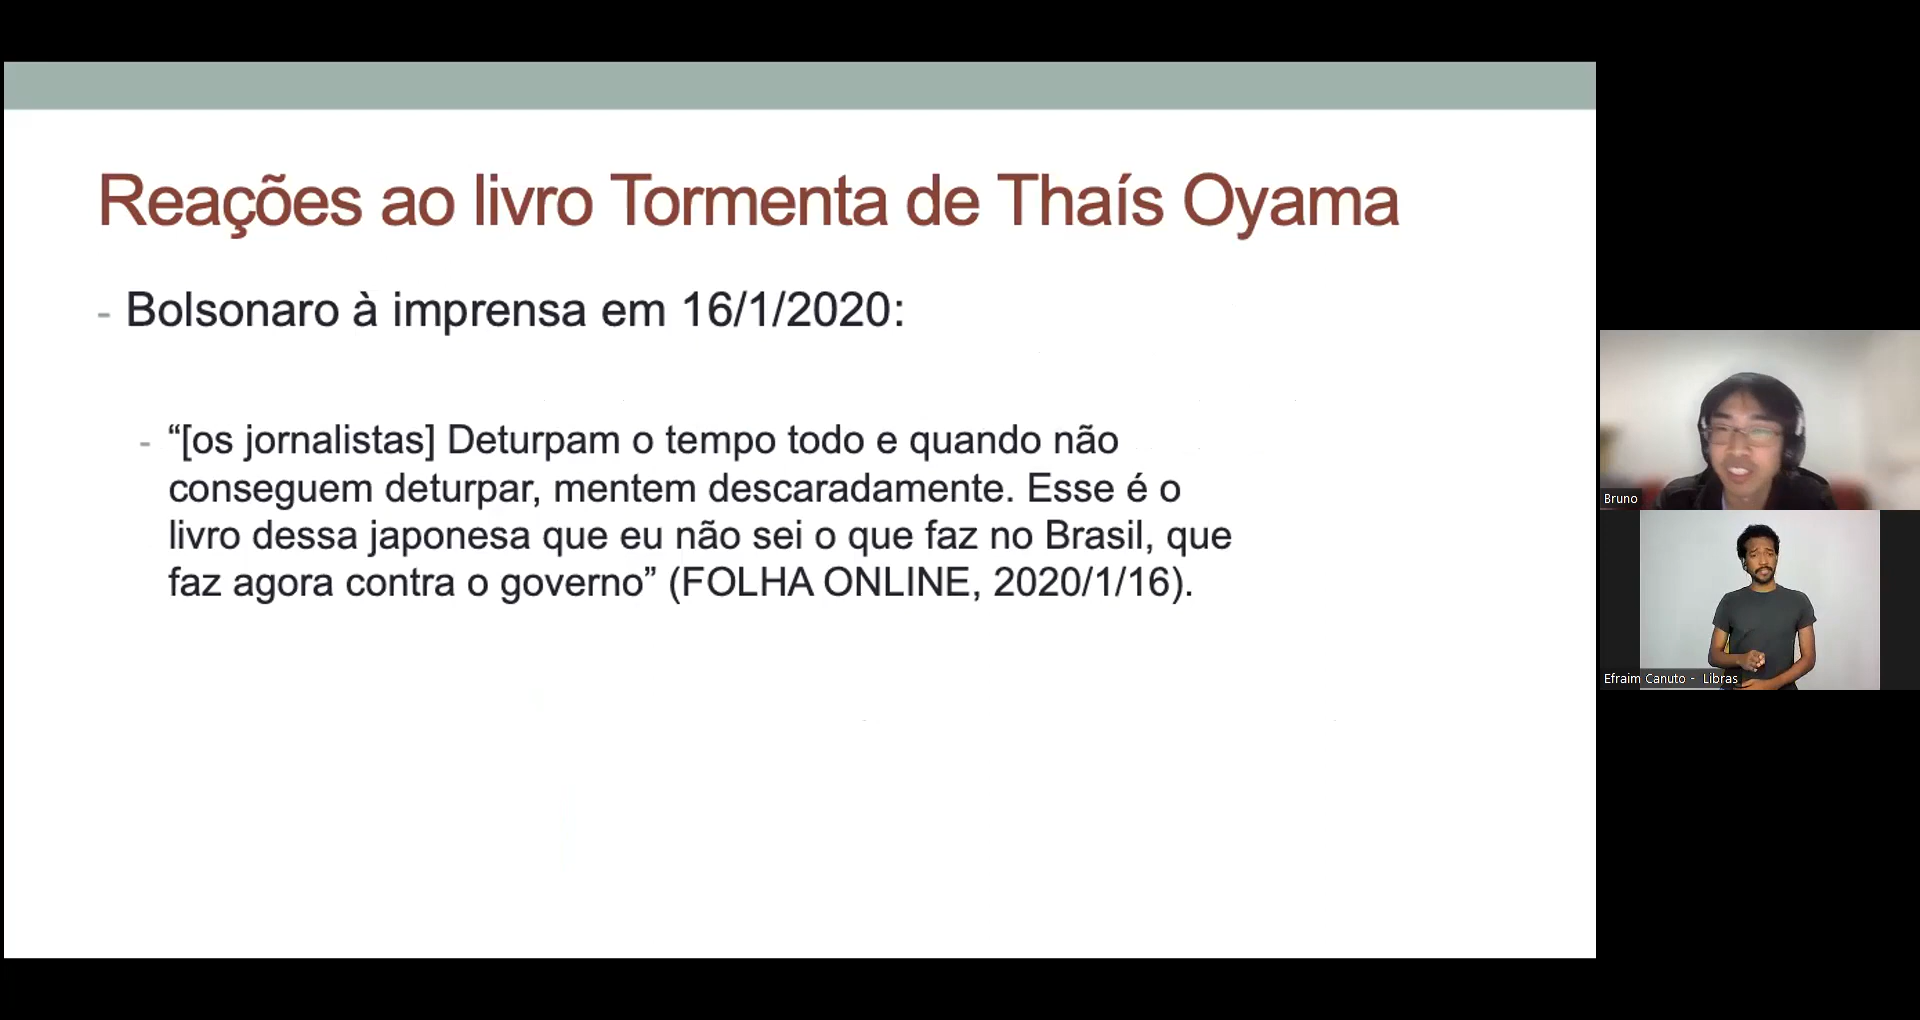 Reações ao livro Tormenta de Thaís Oyama
- Bolsonaro à imprensa em 16/1/2020:
- “[os jornalistas] Deturpam o tempo todo e quando não
conseguem deturpar, mentem descaradamente. Esse é o
livro dessa japonesa que eu não sei o que faz no Brasil, que
faz agora contra o governo” (FOLHA ONLINE, 2020/1/16).
Bruno
Efraim Canuto - Libras